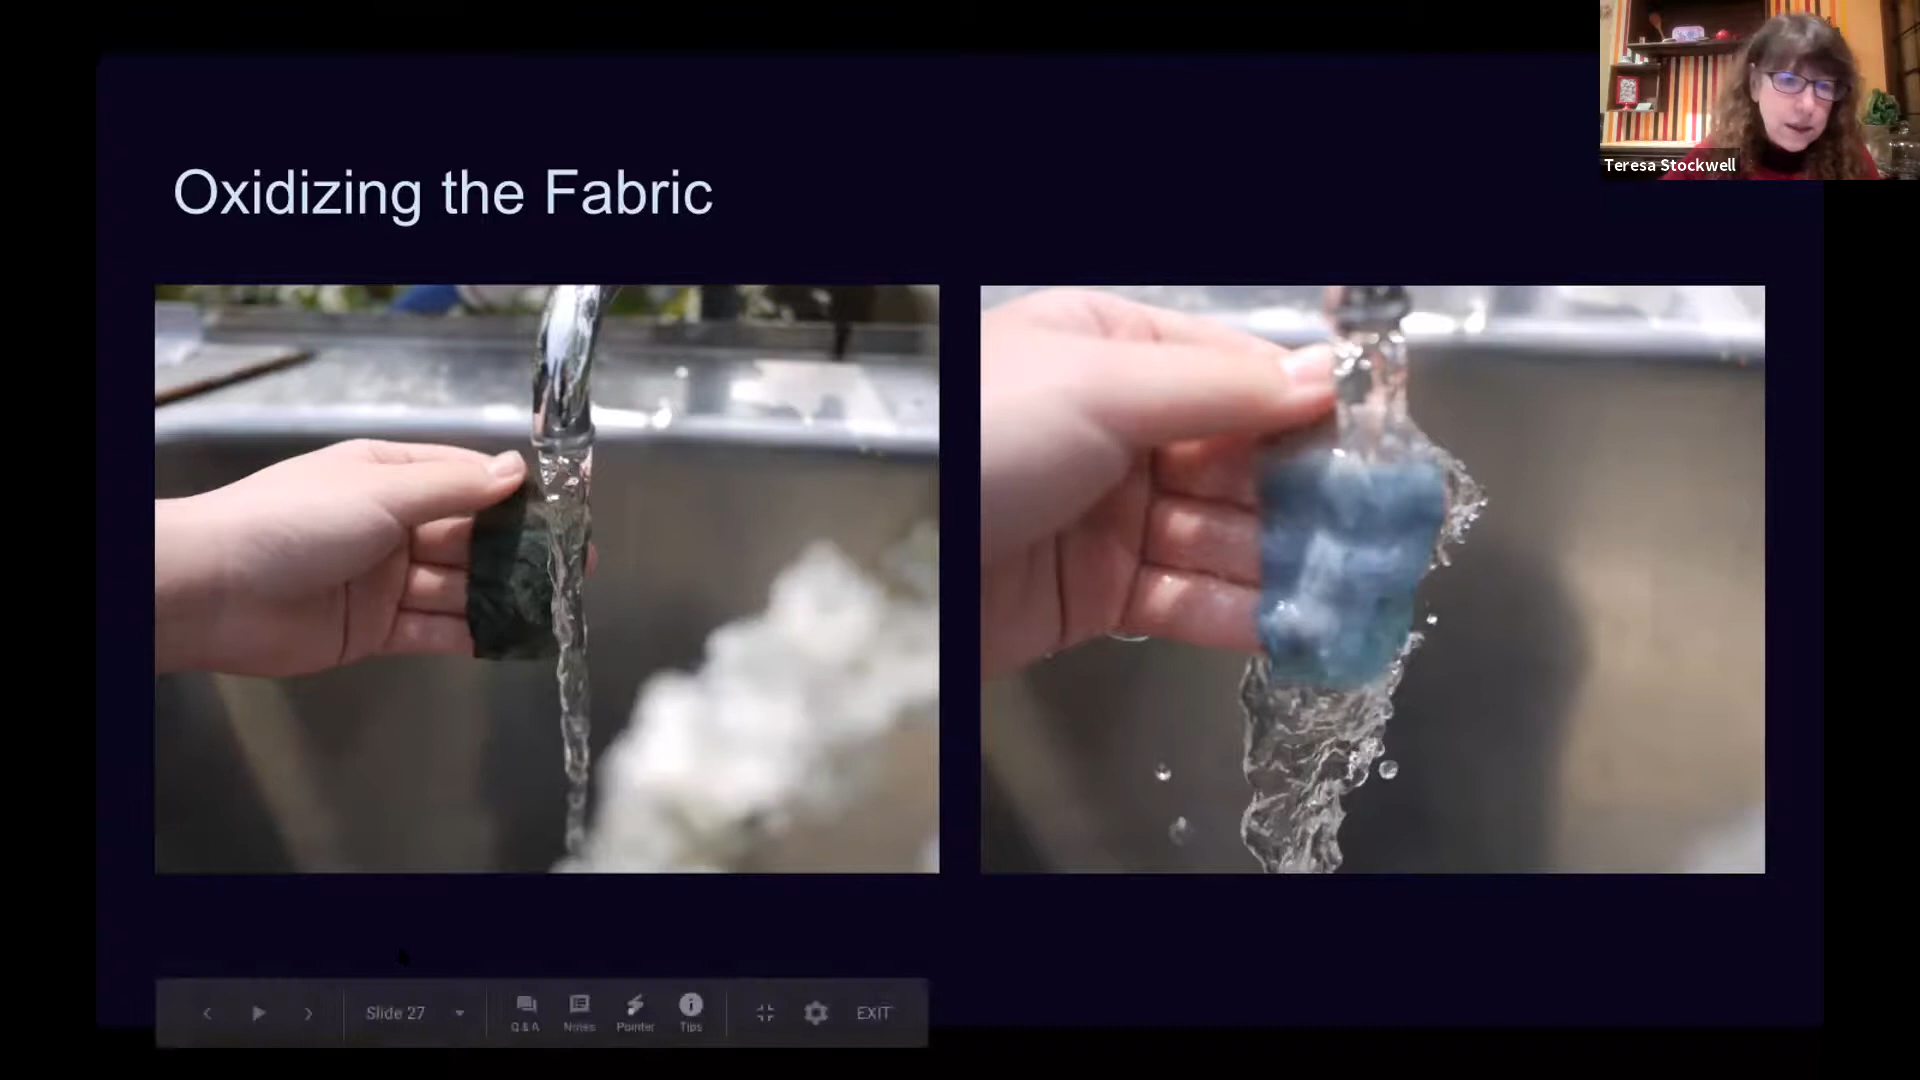 Teresa Stockwell
Oxidizing the Fabric
Slide 27
Q & A
Notes
Pointer
Tips
EXIT